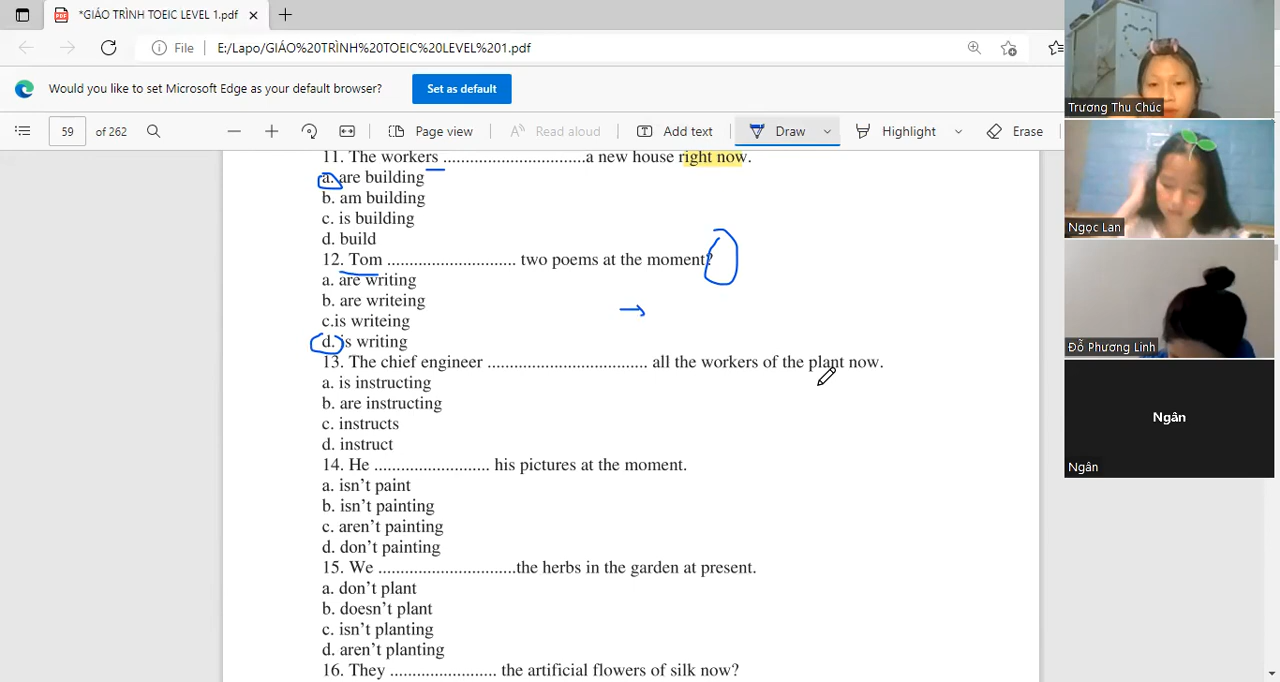 *GIÁO TRÌNH TOEIC LEVEL 1.pdf
File
E:/Lapo/GIÁO%20TRÌNH%20TOEIC%20LEVEL%201.pdf
Would you like to set Microsoft Edge as your default browser?
Set as default
59 of 262
Page view
Read aloud
Add text
Draw
Highlight
Erase
11. The workers ................................a new house right now.
a. are building
b. am building
c. is building
d. build
12. Tom ............................. two poems at the moment?
a. are writing
b. are writeing
c.is writeing
d. is writing
13. The chief engineer .................................... all the workers of the plant now.
a. is instructing
b. are instructing
c. instructs
d. instruct
14. He .......................... his pictures at the moment.
a. isn’t paint
b. isn’t painting
c. aren’t painting
d. don’t painting
15. We ...............................the herbs in the garden at present.
a. don’t plant
b. doesn’t plant
c. isn’t planting
d. aren’t planting
16. They ........................ the artificial flowers of silk now?
Trương Thu Chúc
Ngọc Lan
Đỗ Phương Linh
Ngân
Ngân